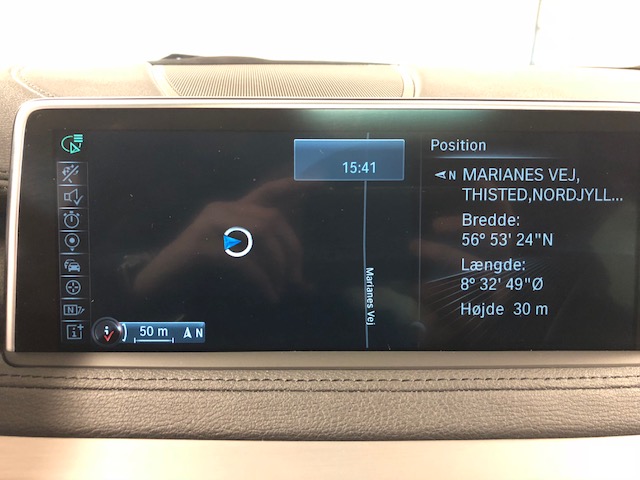 15:41
Marianes Vej
50 m
N
Position
N MARIANES VEJ,
THISTED,NORDJYLL...
Bredde:
56° 53' 24"N
Længde:
8° 32' 49"Ø
Højde 30 m
N
i+